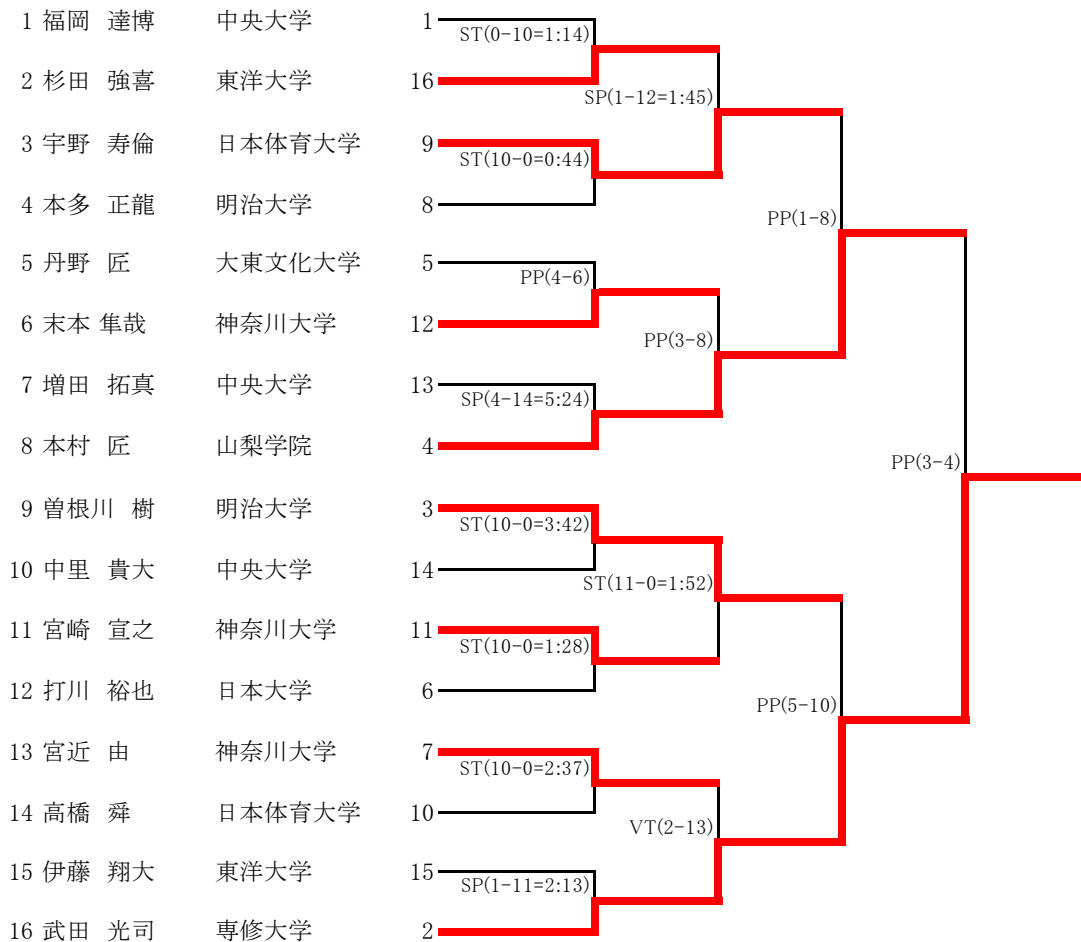 1 福岡 達博 中央大学 1
ST(0-10=1:14)
2 杉田 強喜 東洋大学 16
SP(1-12=1:45)
3 宇野 寿倫 日本体育大学 9
ST(10-0=0:44)
4 本多 正龍 明治大学 8
PP(1-8)
5 丹野 匠 大東文化大学 5
PP(4-6)
6 末本 隼哉 神奈川大学 12
PP(3-8)
7 増田 拓真 中央大学 13
SP(4-14=5:24)
8 本村 匠 山梨学院 4
PP(3-4)
9 曽根川 樹 明治大学 3
ST(10-0=3:42)
10 中里 貴大 中央大学 14
ST(11-0=1:52)
11 宮崎 宣之 神奈川大学 11
ST(10-0=1:28)
12 打川 裕也 日本大学 6
PP(5-10)
13 宮近 由 神奈川大学 7
ST(10-0=2:37)
14 高橋 舜 日本体育大学 10
VT(2-13)
15 伊藤 翔大 東洋大学 15
SP(1-11=2:13)
16 武田 光司 専修大学 2